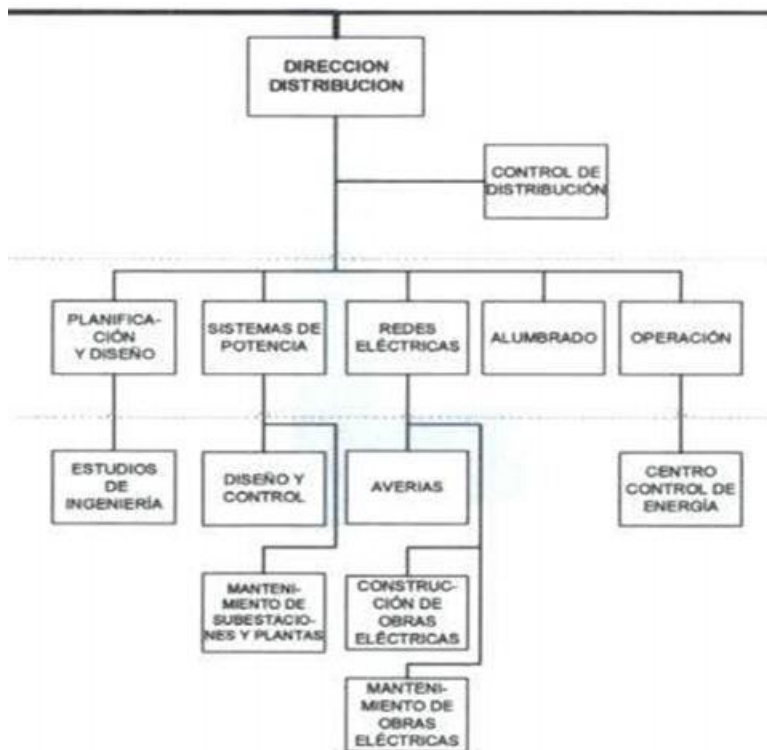 DIRECCION
DISTRIBUCION
CONTROL DE
DISTRIBUCIÓN
PLANIFICA-
CIÓN
Y DISEÑO
SISTEMAS DE
POTENCIA
REDES
ELÉCTRICAS
ALUMBRADO
OPERACIÓN
ESTUDIOS
DE
INGENIERÍA
DISEÑO Y
CONTROL
AVERIAS
CENTRO
CONTROL DE
ENERGÍA
MANTENI-
MIENTO DE
SUBESTACIO-
NES Y PLANTAS
CONSTRUC-
CIÓN DE
OBRAS
ELÉCTRICAS
MANTENI-
MIENTO DE
OBRAS
ELÉCTRICAS